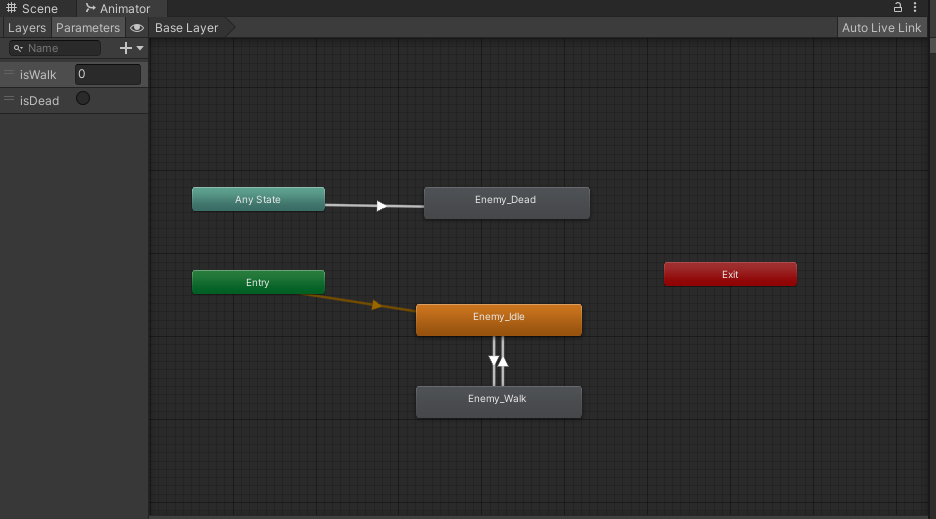 Scene Animator
Layers Parameters Base Layer Auto Live Link
Name
isWalk 0
isDead
Any State Enemy_Dead
Entry Exit
Enemy_Idle
Enemy_Walk